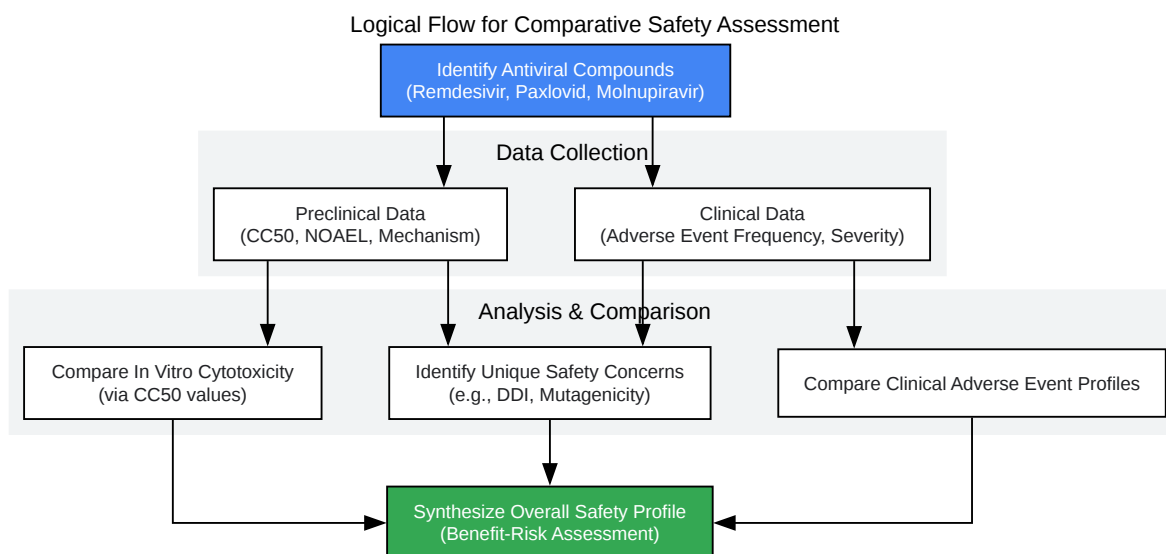 Logical Flow for Comparative Safety Assessment
Identify Antiviral Compounds
(Remdesivir, Paxlovid, Molnupiravir)
Data Collection
Preclinical Data
(CC50, NOAEL, Mechanism)
Clinical Data
(Adverse Event Frequency, Severity)
Analysis & Comparison
Compare In Vitro Cytotoxicity
(via CC50 values)
Identify Unique Safety Concerns
(e.g., DDI, Mutagenicity)
Compare Clinical Adverse Event Profiles
Synthesize Overall Safety Profile
(Benefit-Risk Assessment)